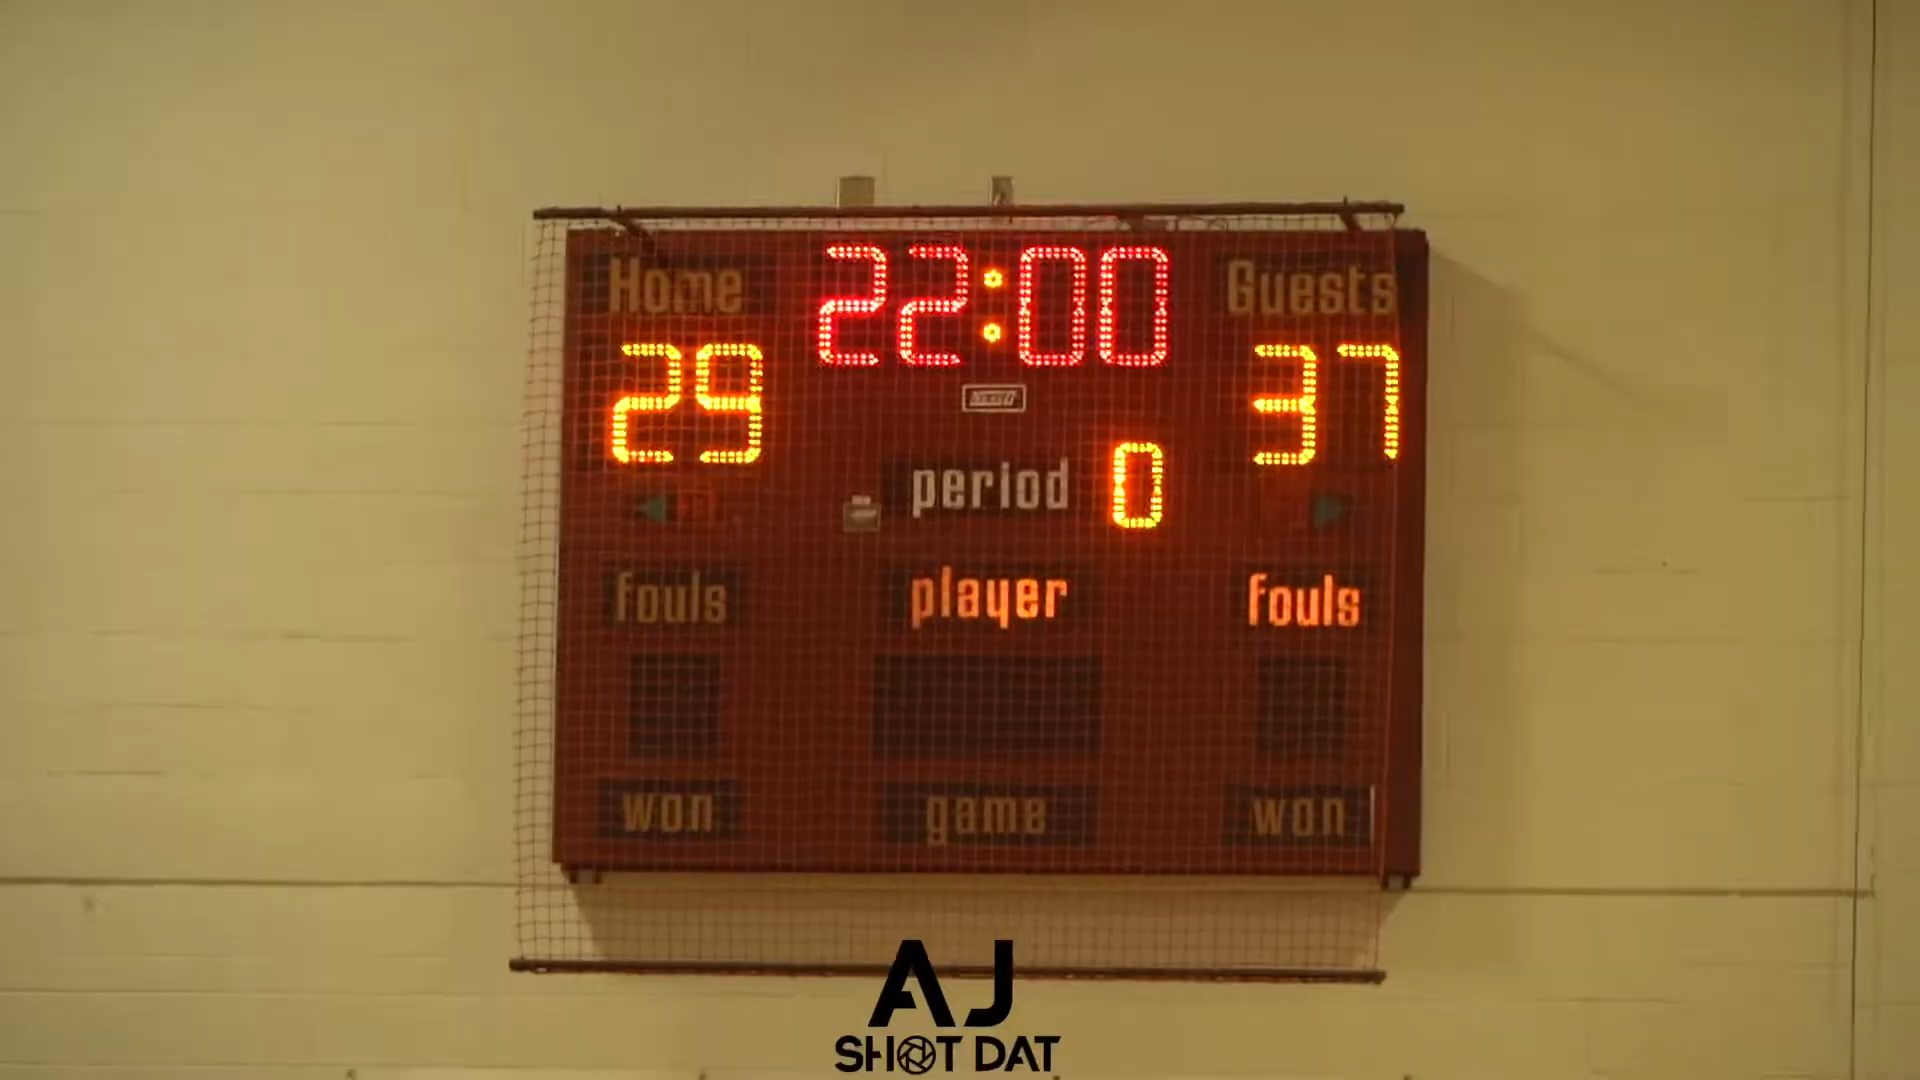 Home 22:00 Guests
29 37
period 0
fouls player fouls
won game won
AJ
SHOT DAT